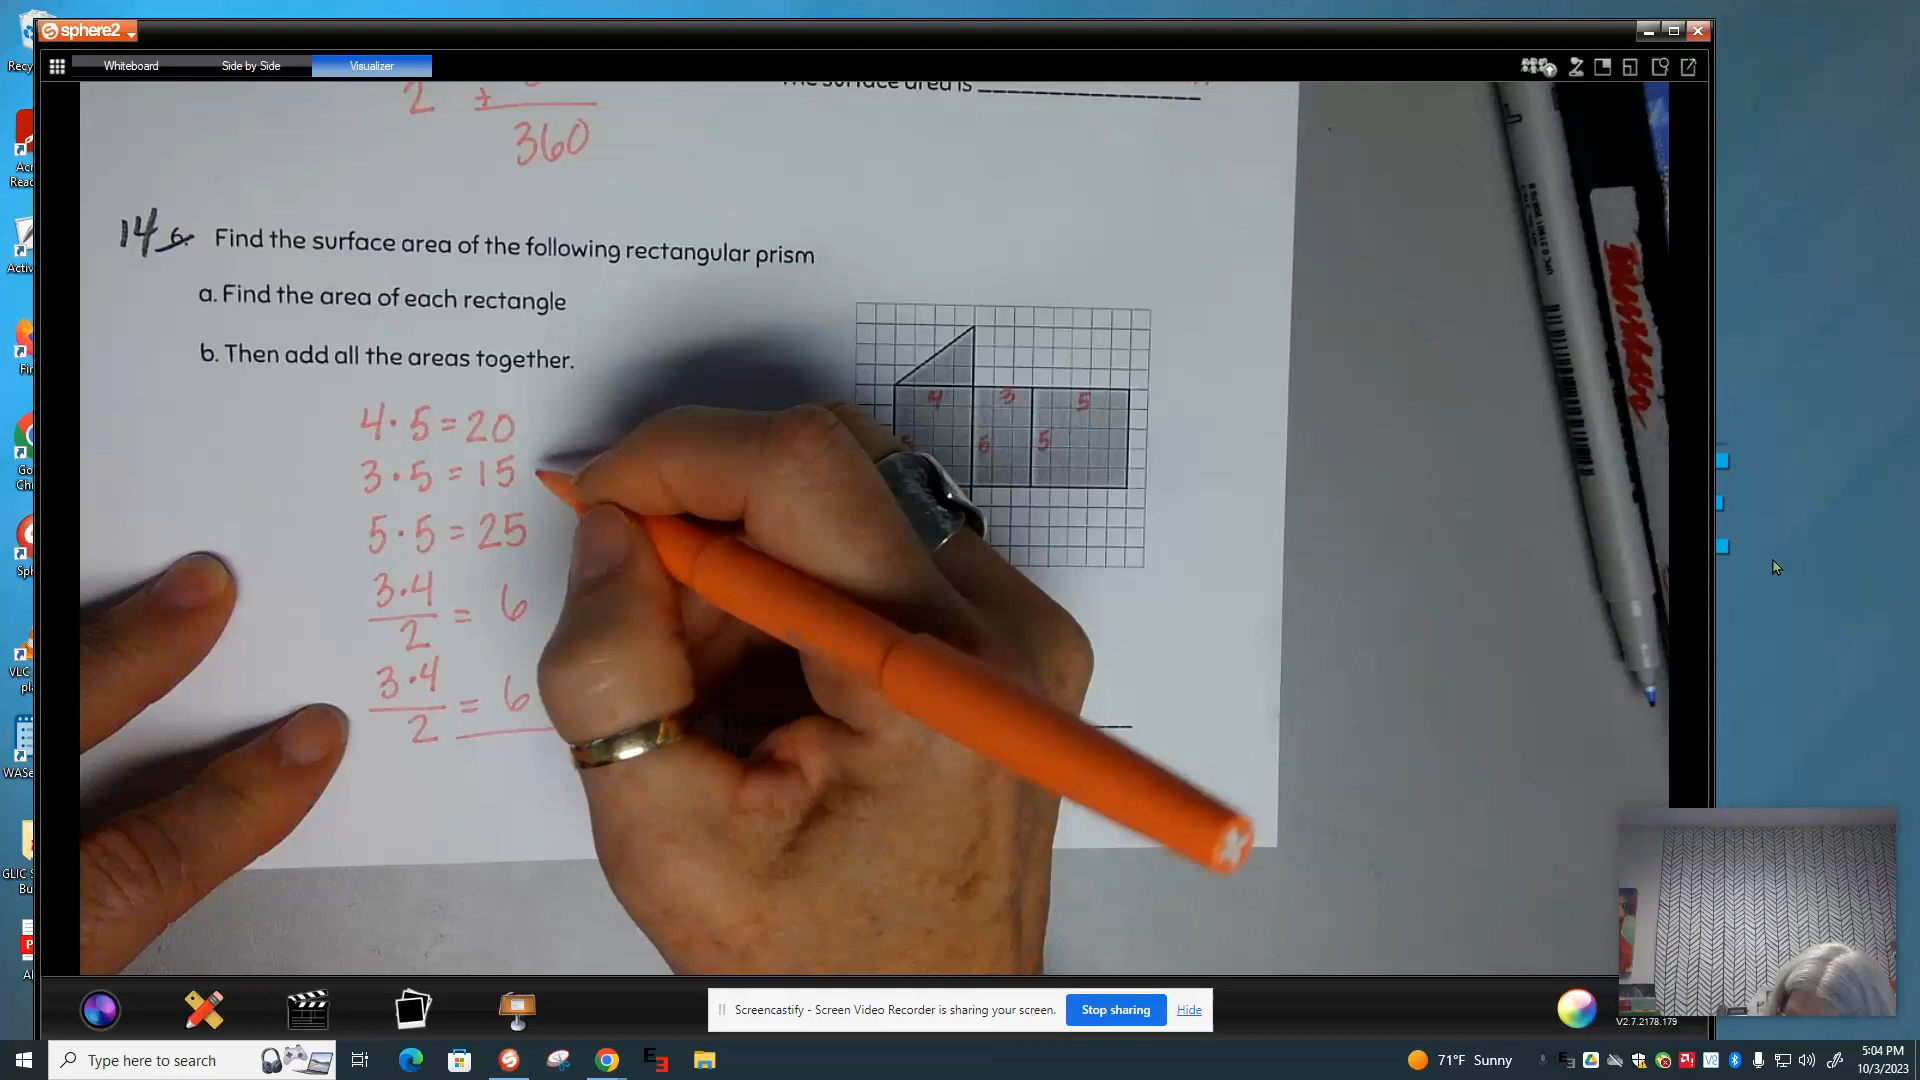 sphere2
Whiteboard
Side by Side
Visualizer
The surface area is
2 +
360
14 6.
Find the surface area of the following rectangular prism
a. Find the area of each rectangle
b. Then add all the areas together.
4 · 5 = 20
3 · 5 = 15
5 · 5 = 25
3·4
2
= 6
3·4
2
= 6
4 3 5
5
Screencastify - Screen Video Recorder is sharing your screen.
Stop sharing
Hide
V2.7.2178.179
Type here to search
71°F Sunny
5:04 PM
10/3/2023